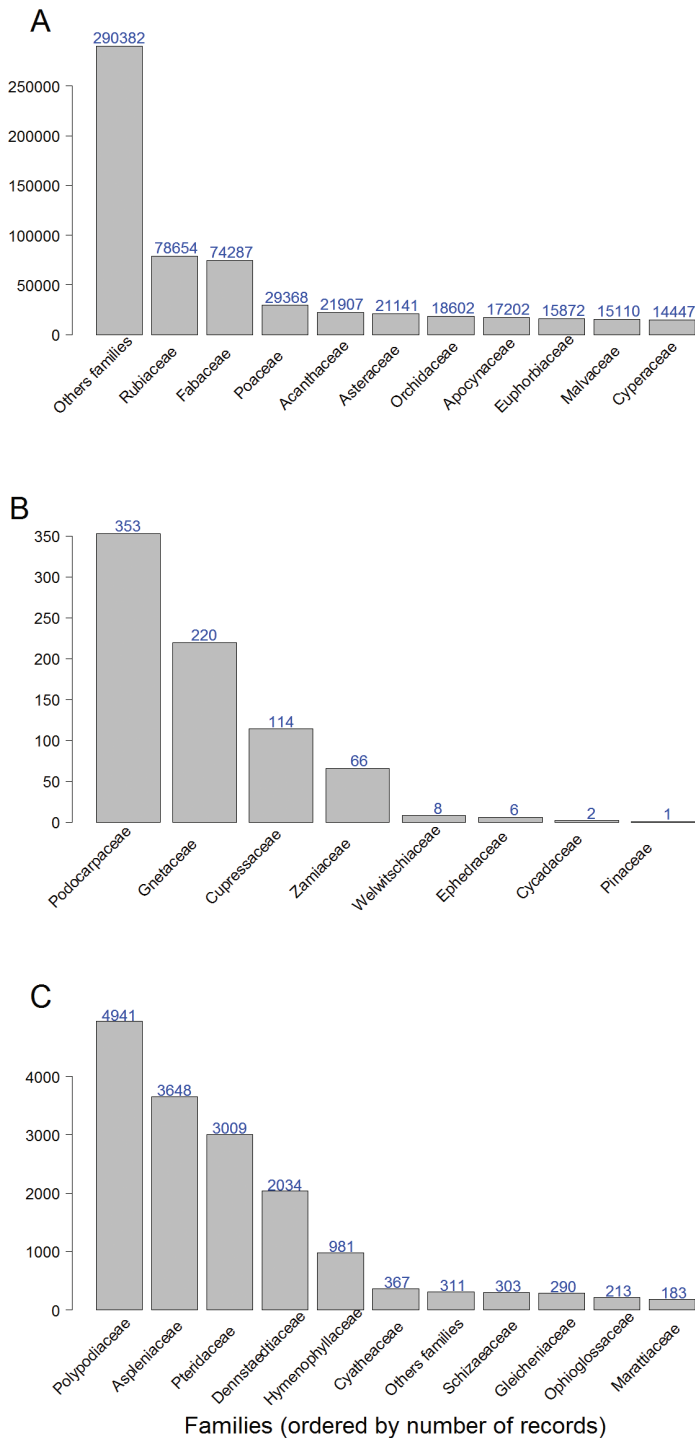 A
290382
250000
200000
150000
100000
50000
0
78654
74287
29368
21907
21141
18602
17202
15872
15110
14447
Others families
Rubiaceae
Fabaceae
Poaceae
Acanthaceae
Asteraceae
Orchidaceae
Apocynaceae
Euphorbiaceae
Malvaceae
Cyperaceae
B
350
300
250
200
150
100
50
0
353
220
114
66
8
6
2
1
Podocarpaceae
Gnetaceae
Cupressaceae
Zamiaceae
Welwitschiaceae
Ephedraceae
Cycadaceae
Pinaceae
C
4000
3000
2000
1000
0
4941
3648
3009
2034
981
367
311
303
290
213
183
Polypodiaceae
Aspleniaceae
Pteridaceae
Dennstaedtiaceae
Hymenophyllaceae
Cyatheaceae
Others families
Schizaeaceae
Gleicheniaceae
Ophioglossaceae
Marattiaceae
Families (ordered by number of records)